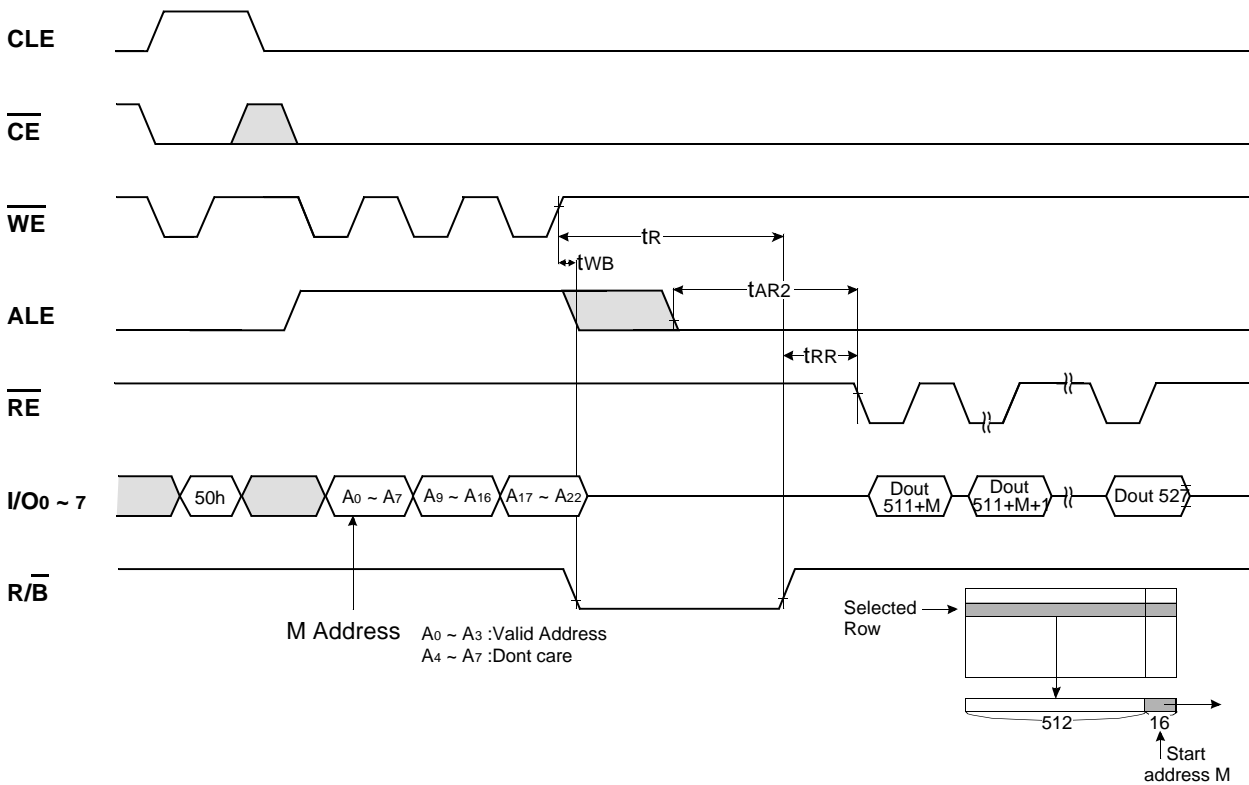 CLE
CE
WE
tR
tWB
ALE
tAR2
tRR
RE
I/O0 ~ 7
50h
A0 ~ A7
A9 ~ A16
A17 ~ A22
Dout
511+M
Dout
511+M+1
Dout 527
R/B
M Address
A0 ~ A3 :Valid Address
A4 ~ A7 :Dont care
Selected
Row
512
16
Start
address M